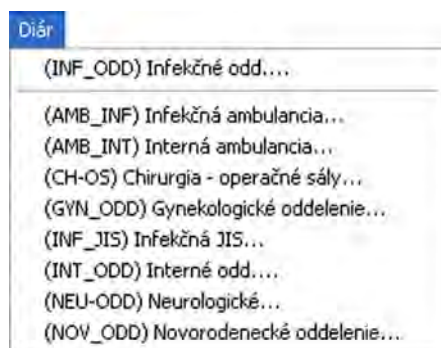 Diár
(INF_ODD) Infekčné odd....
(AMB_INF) Infekčná ambulancia...
(AMB_INT) Interná ambulancia...
(CH-OS) Chirurgia - operačné sály...
(GYN_ODD) Gynekologické oddelenie...
(INF_JIS) Infekčná JIS...
(INT_ODD) Interné odd....
(NEU-ODD) Neurologické...
(NOV_ODD) Novorodenecké oddelenie...